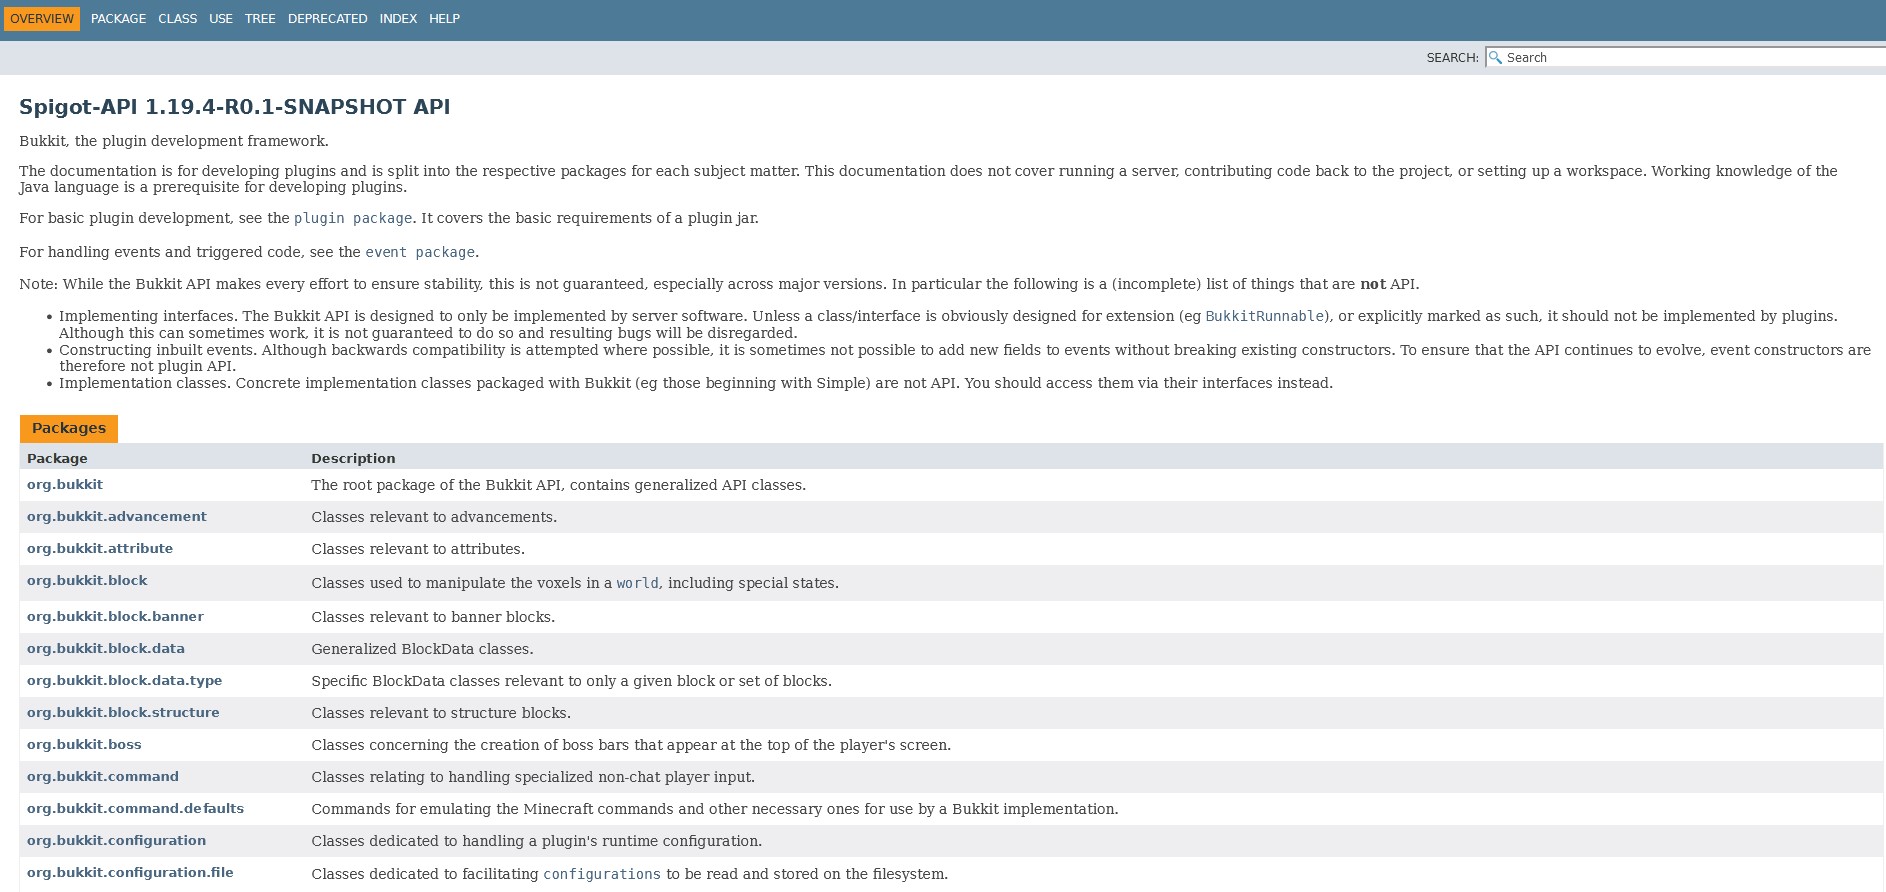 OVERVIEW PACKAGE CLASS USE TREE DEPRECATED INDEX HELP
SEARCH: Search
Spigot-API 1.19.4-R0.1-SNAPSHOT API
Bukkit, the plugin development framework.
The documentation is for developing plugins and is split into the respective packages for each subject matter. This documentation does not cover running a server, contributing code back to the project, or setting up a workspace. Working knowledge of the
Java language is a prerequisite for developing plugins.
For basic plugin development, see the plugin package. It covers the basic requirements of a plugin jar.
For handling events and triggered code, see the event package.
Note: While the Bukkit API makes every effort to ensure stability, this is not guaranteed, especially across major versions. In particular the following is a (incomplete) list of things that are not API.
• Implementing interfaces. The Bukkit API is designed to only be implemented by server software. Unless a class/interface is obviously designed for extension (eg BukkitRunnable), or explicitly marked as such, it should not be implemented by plugins.
Although this can sometimes work, it is not guaranteed to do so and resulting bugs will be disregarded.
• Constructing inbuilt events. Although backwards compatibility is attempted where possible, it is sometimes not possible to add new fields to events without breaking existing constructors. To ensure that the API continues to evolve, event constructors are
therefore not plugin API.
• Implementation classes. Concrete implementation classes packaged with Bukkit (eg those beginning with Simple) are not API. You should access them via their interfaces instead.
Packages
Package Description
org.bukkit The root package of the Bukkit API, contains generalized API classes.
org.bukkit.advancement Classes relevant to advancements.
org.bukkit.attribute Classes relevant to attributes.
org.bukkit.block Classes used to manipulate the voxels in a world, including special states.
org.bukkit.block.banner Classes relevant to banner blocks.
org.bukkit.block.data Generalized BlockData classes.
org.bukkit.block.data.type Specific BlockData classes relevant to only a given block or set of blocks.
org.bukkit.block.structure Classes relevant to structure blocks.
org.bukkit.boss Classes concerning the creation of boss bars that appear at the top of the player's screen.
org.bukkit.command Classes relating to handling specialized non-chat player input.
org.bukkit.command.defaults Commands for emulating the Minecraft commands and other necessary ones for use by a Bukkit implementation.
org.bukkit.configuration Classes dedicated to handling a plugin's runtime configuration.
org.bukkit.configuration.file Classes dedicated to facilitating configurations to be read and stored on the filesystem.